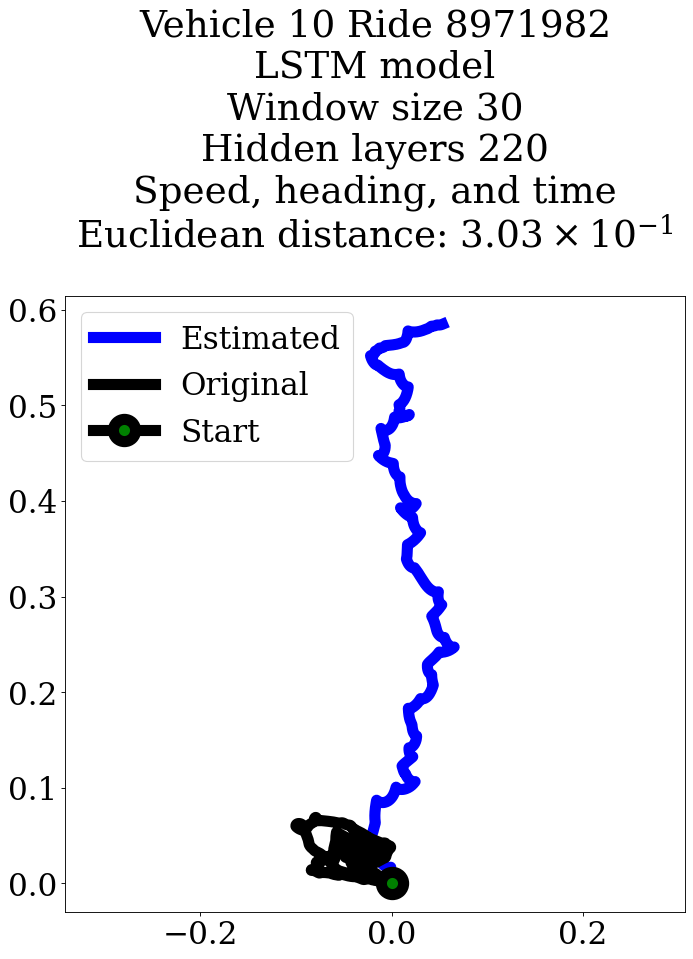 Vehicle 10 Ride 8971982
LSTM model
Window size 30
Hidden layers 220
Speed, heading, and time
Euclidean distance: 3.03 × 10⁻¹
Estimated
Original
Start
0.6
0.5
0.4
0.3
0.2
0.1
0.0
−0.2
0.0
0.2